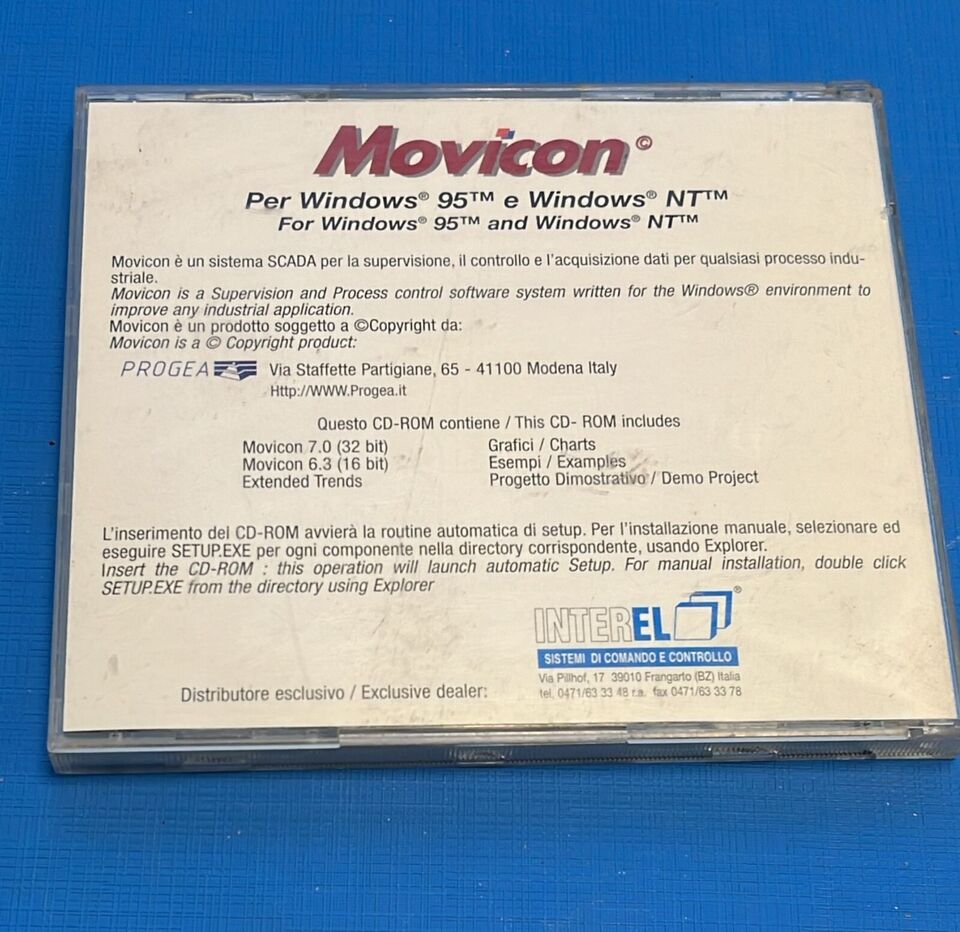 Movicon©
Per Windows® 95™ e Windows® NT™
For Windows® 95™ and Windows® NT™
Movicon è un sistema SCADA per la supervisione, il controllo e l'acquisizione dati per qualsiasi processo indu-
striale.
Movicon is a Supervision and Process control software system written for the Windows® environment to
improve any industrial application.
Movicon è un prodotto soggetto a ©Copyright da:
Movicon is a © Copyright product:
PROGEA Via Staffette Partigiane, 65 - 41100 Modena Italy
Http://WWW.Progea.it
Questo CD-ROM contiene / This CD- ROM includes
Movicon 7.0 (32 bit) Grafici / Charts
Movicon 6.3 (16 bit) Esempi / Examples
Extended Trends Progetto Dimostrativo / Demo Project
L'inserimento del CD-ROM avvierà la routine automatica di setup. Per l'installazione manuale, selezionare ed
eseguire SETUP.EXE per ogni componente nella directory corrispondente, usando Explorer.
Insert the CD-ROM : this operation will launch automatic Setup. For manual installation, double click
SETUP.EXE from the directory using Explorer
INTEREL®
SISTEMI DI COMANDO E CONTROLLO
Via Pillhof, 17 39010 Frangarto (BZ) Italia
Distributore esclusivo / Exclusive dealer: tel. 0471/63 33 48 r.a. fax 0471/63 33 78